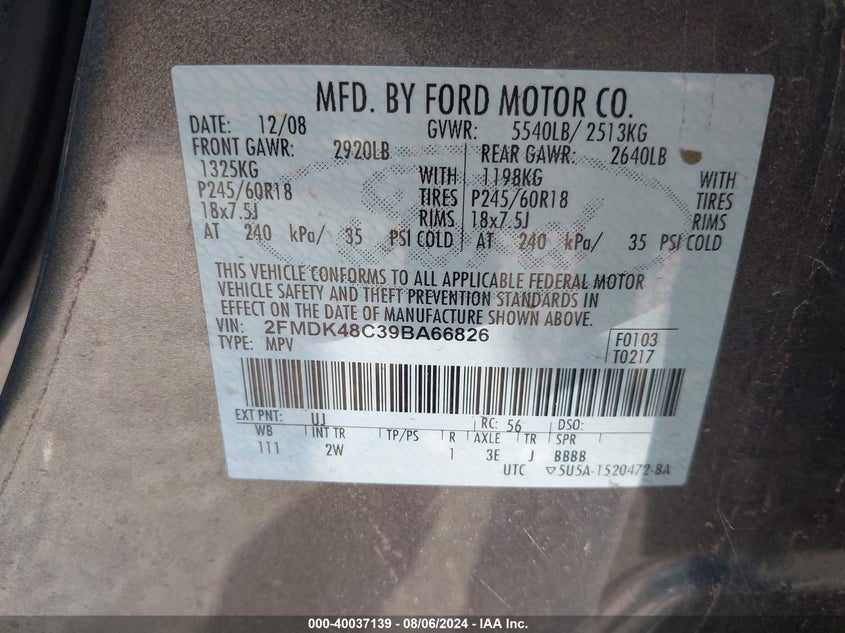 MFD. BY FORD MOTOR CO.
DATE: 12/08 GVWR: 5540LB/ 2513KG
FRONT GAWR: 2920LB REAR GAWR: 2640LB
1325KG WITH 1198KG WITH
P245/60R18 TIRES P245/60R18 TIRES
18x7.5J RIMS 18x7.5J RIMS
AT 240 kPa/ 35 PSI COLD AT 240 kPa/ 35 PSI COLD
THIS VEHICLE CONFORMS TO ALL APPLICABLE FEDERAL MOTOR
VEHICLE SAFETY AND THEFT PREVENTION STANDARDS IN
EFFECT ON THE DATE OF MANUFACTURE SHOWN ABOVE.
VIN: 2FMDK48C39BA66826 F0103
TYPE: MPV T0217
EXT PNT: UJ RC: 56 DSO:
WB INT TR TP/PS R AXLE TR SPR
111 2W 1 3E J BBBB
UTC ▽5U5A-1520472-BA
000-40037139 - 08/06/2024 - IAA Inc.